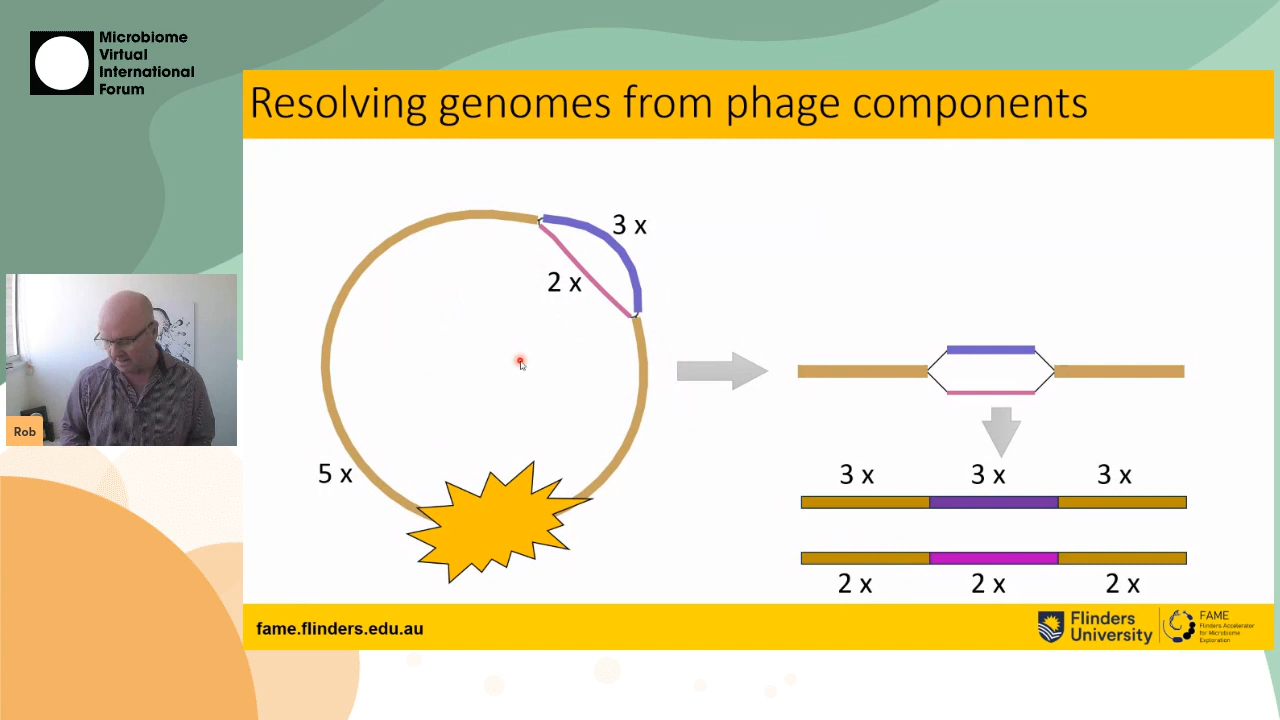 Microbiome
Virtual
International
Forum
Resolving genomes from phage components
3 x
2 x
5 x
3 x 3 x 3 x
2 x 2 x 2 x
Rob
fame.flinders.edu.au
Flinders
University
FAME
Flinders Accelerator
for Microbiome
Exploration